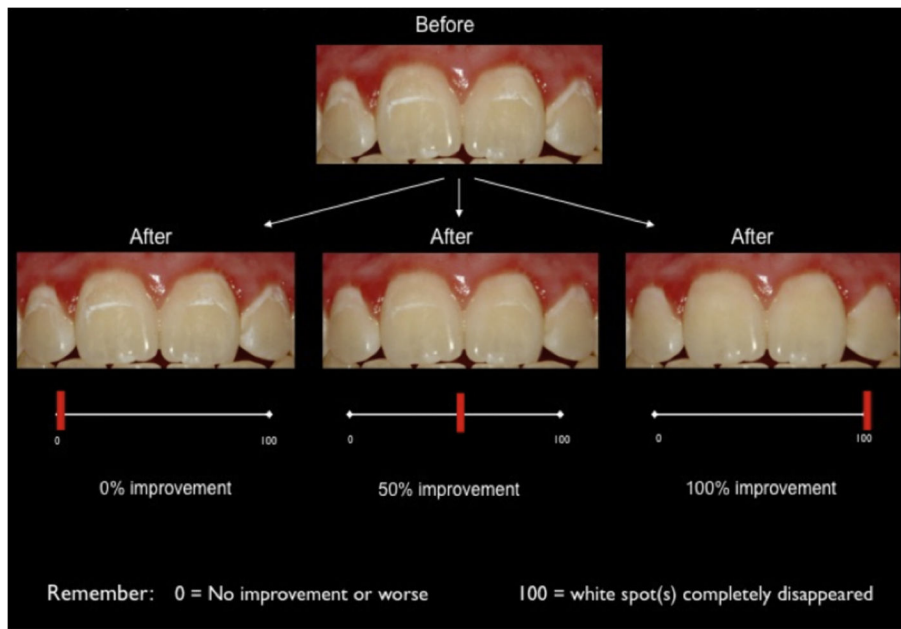 Before
After
After
After
0
100
0
100
0
100
0% improvement
50% improvement
100% improvement
Remember: 0 = No improvement or worse
100 = white spot(s) completely disappeared